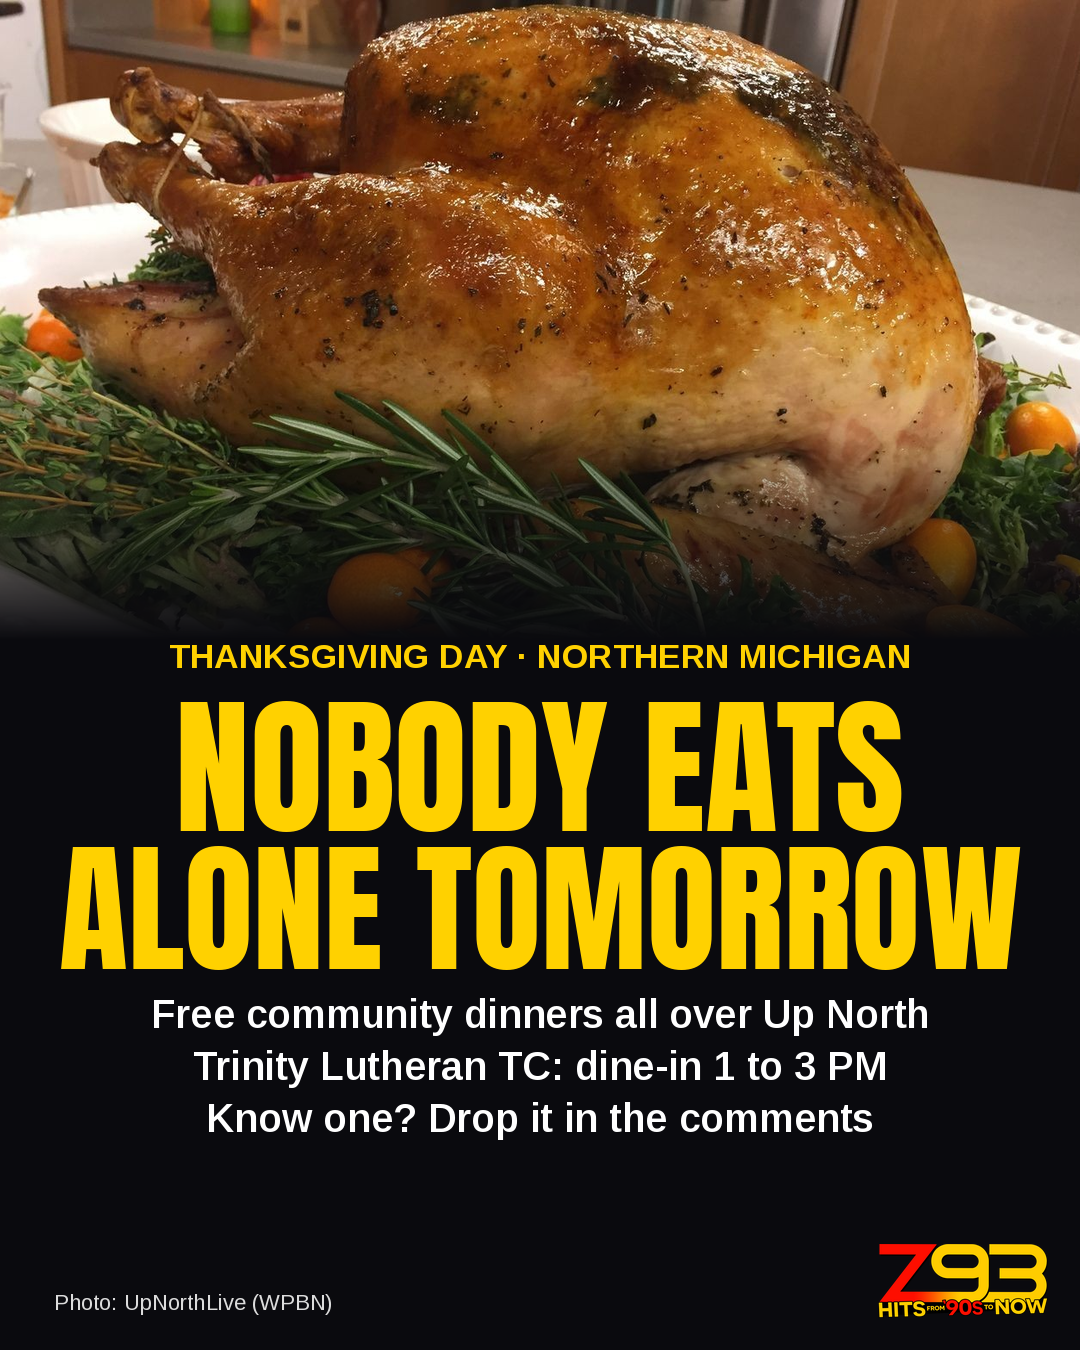 THANKSGIVING DAY · NORTHERN MICHIGAN
NOBODY EATS
ALONE TOMORROW
Free community dinners all over Up North
Trinity Lutheran TC: dine-in 1 to 3 PM
Know one? Drop it in the comments
Photo: UpNorthLive (WPBN)
Z93
HITS FROM '90S TO NOW